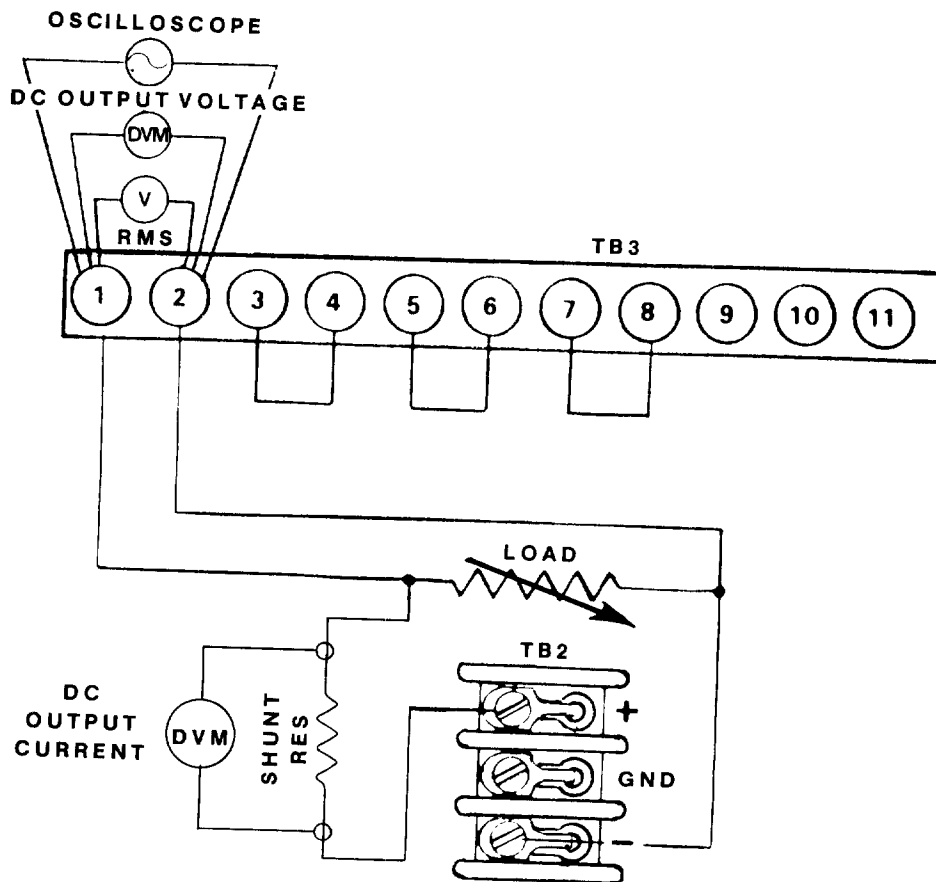 OSCILLOSCOPE
DC OUTPUT VOLTAGE
DVM
V
RMS
TB3
1 2 3 4 5 6 7 8 9 10 11
LOAD
TB2
+
GND
-
DC
OUTPUT
CURRENT
DVM
SHUNT
RES